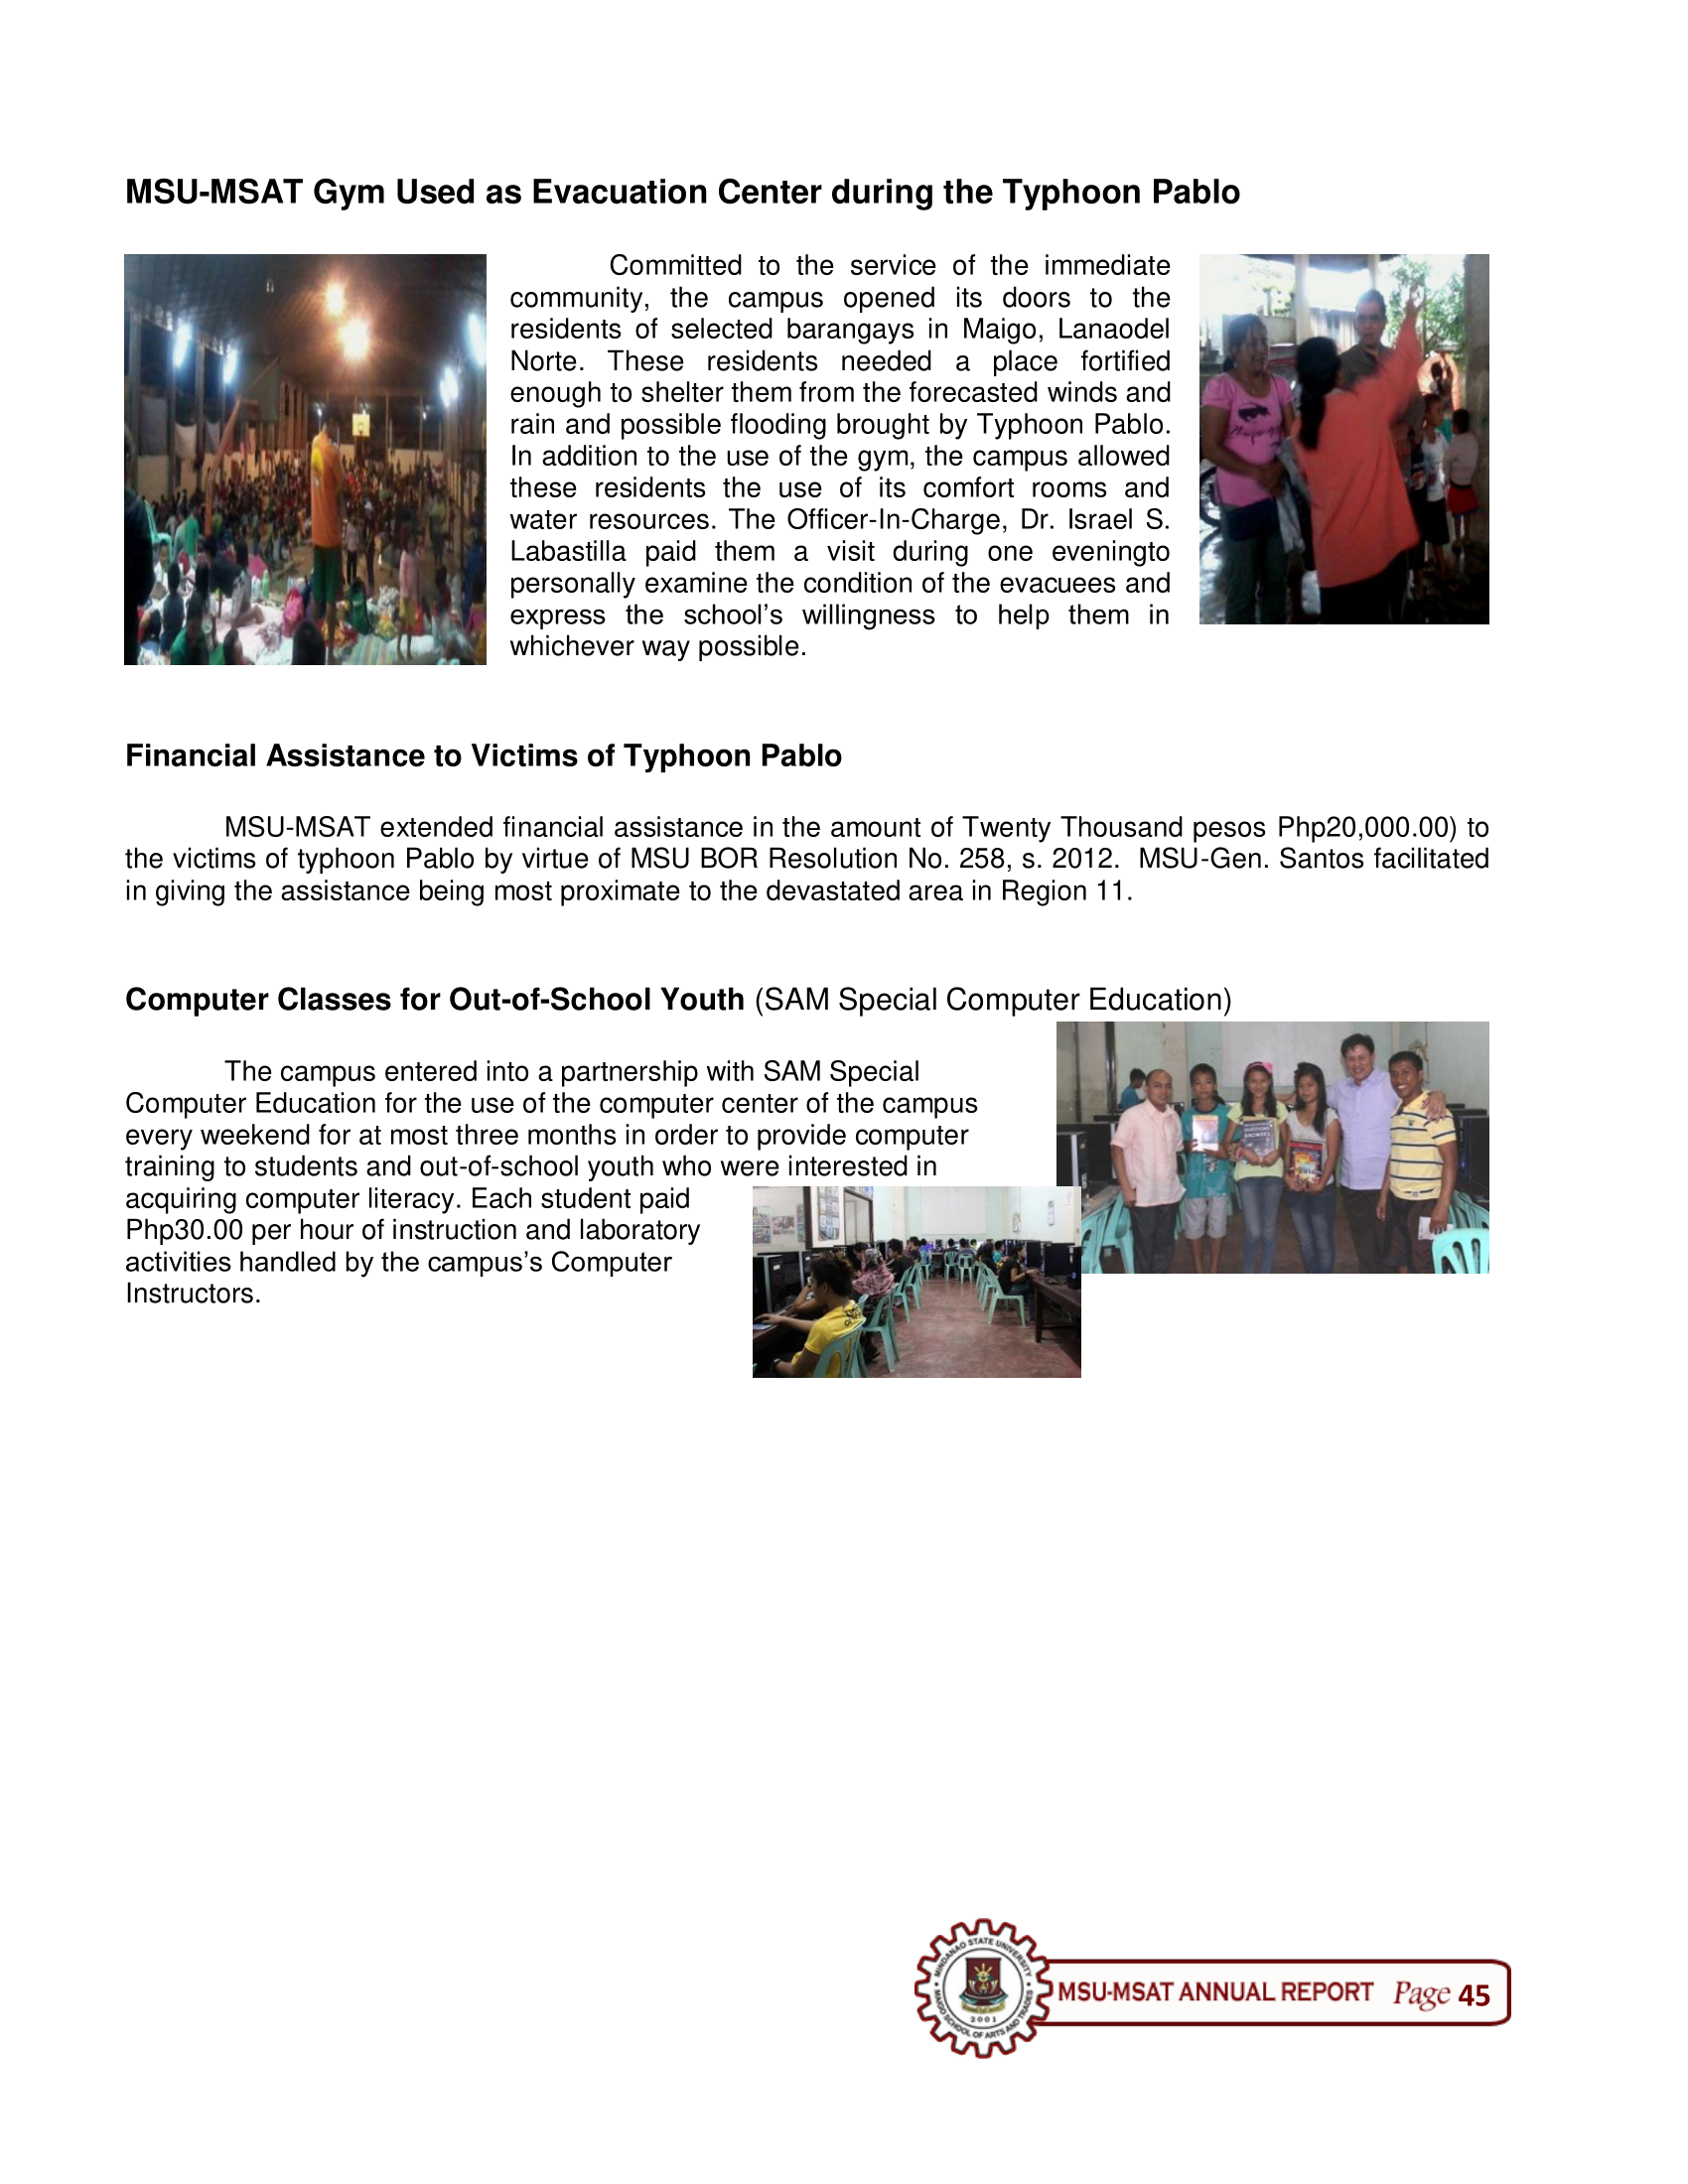 MSU-MSAT Gym Used as Evacuation Center during the Typhoon Pablo
Committed to the service of the immediate
community, the campus opened its doors to the
residents of selected barangays in Maigo, Lanaodel
Norte. These residents needed a place fortified
enough to shelter them from the forecasted winds and
rain and possible flooding brought by Typhoon Pablo.
In addition to the use of the gym, the campus allowed
these residents the use of its comfort rooms and
water resources. The Officer-In-Charge, Dr. Israel S.
Labastilla paid them a visit during one eveningto
personally examine the condition of the evacuees and
express the school’s willingness to help them in
whichever way possible.
Financial Assistance to Victims of Typhoon Pablo
MSU-MSAT extended financial assistance in the amount of Twenty Thousand pesos Php20,000.00) to
the victims of typhoon Pablo by virtue of MSU BOR Resolution No. 258, s. 2012. MSU-Gen. Santos facilitated
in giving the assistance being most proximate to the devastated area in Region 11.
Computer Classes for Out-of-School Youth (SAM Special Computer Education)
The campus entered into a partnership with SAM Special
Computer Education for the use of the computer center of the campus
every weekend for at most three months in order to provide computer
training to students and out-of-school youth who were interested in
acquiring computer literacy. Each student paid
Php30.00 per hour of instruction and laboratory
activities handled by the campus’s Computer
Instructors.
MINDANAO STATE UNIVERSITY
MAIGO SCHOOL OF ARTS AND TRADES
2001
MSU-MSAT ANNUAL REPORT Page 45